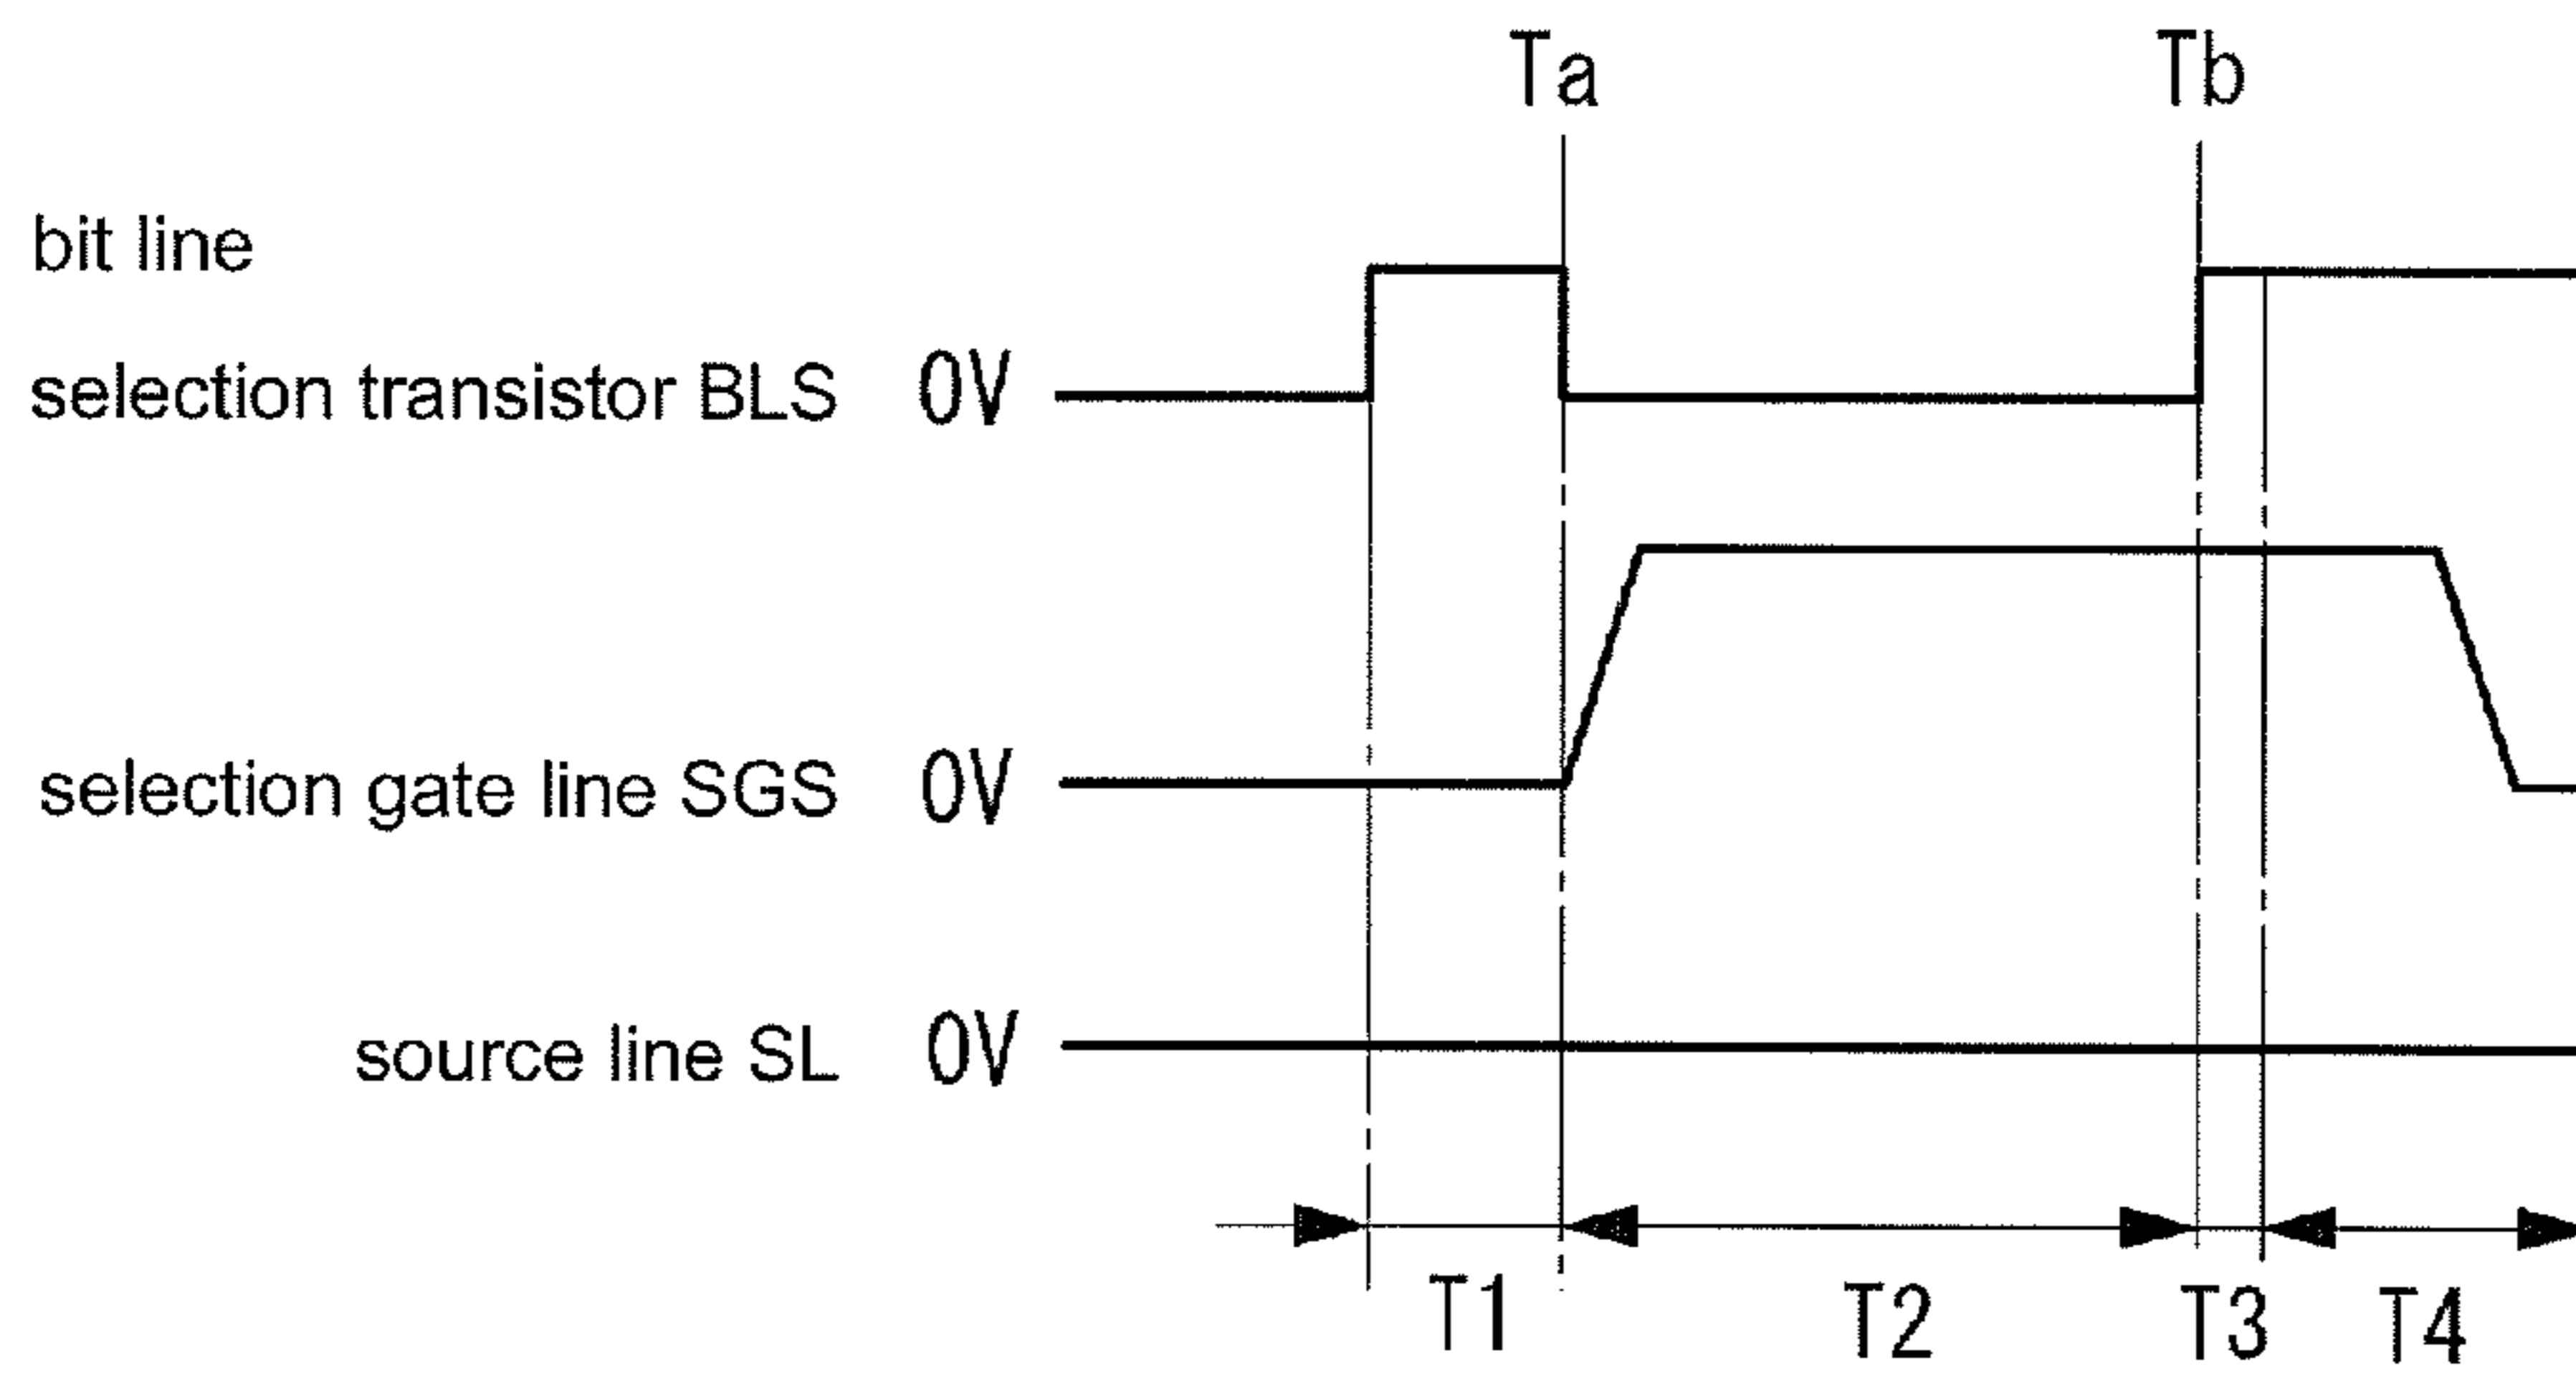 Ta
Tb
bit line
selection transistor BLS 0V
selection gate line SGS 0V
source line SL 0V
T1
T2
T3
T4